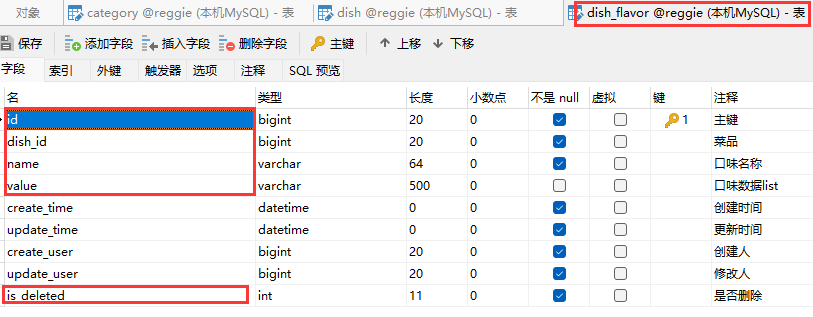 对象 category @reggie (本机MySQL) - 表 dish @reggie (本机MySQL) - 表 dish_flavor @reggie (本机MySQL) - 表
保存 添加字段 插入字段 删除字段 主键 上移 下移
字段 索引 外键 触发器 选项 注释 SQL 预览
名 类型 长度 小数点 不是 null 虚拟 键 注释
id bigint 20 0 1 主键
dish_id bigint 20 0 菜品
name varchar 64 0 口味名称
value varchar 500 0 口味数据list
create_time datetime 0 0 创建时间
update_time datetime 0 0 更新时间
create_user bigint 20 0 创建人
update_user bigint 20 0 修改人
is_deleted int 11 0 是否删除